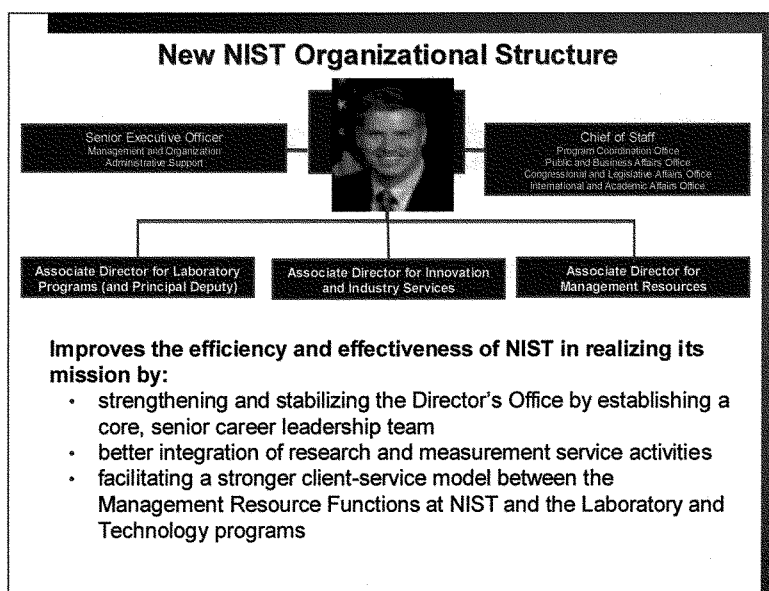 New NIST Organizational Structure
Senior Executive Officer
Management and Organization
Administrative Support
Chief of Staff
Program Coordination Office
Public and Business Affairs Office
Congressional and Legislative Affairs Office
International and Academic Affairs Office
Associate Director for Laboratory
Programs (and Principal Deputy)
Associate Director for Innovation
and Industry Services
Associate Director for
Management Resources
Improves the efficiency and effectiveness of NIST in realizing its
mission by:
• strengthening and stabilizing the Director's Office by establishing a
core, senior career leadership team
• better integration of research and measurement service activities
• facilitating a stronger client-service model between the
Management Resource Functions at NIST and the Laboratory and
Technology programs